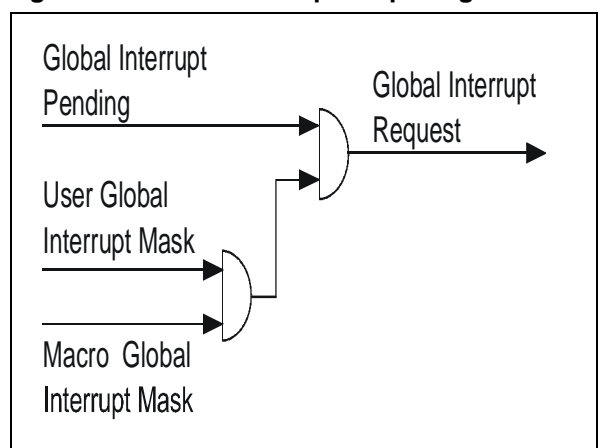 Global Interrupt
Pending
Global Interrupt
Request
User Global
Interrupt Mask
Macro Global
Interrupt Mask